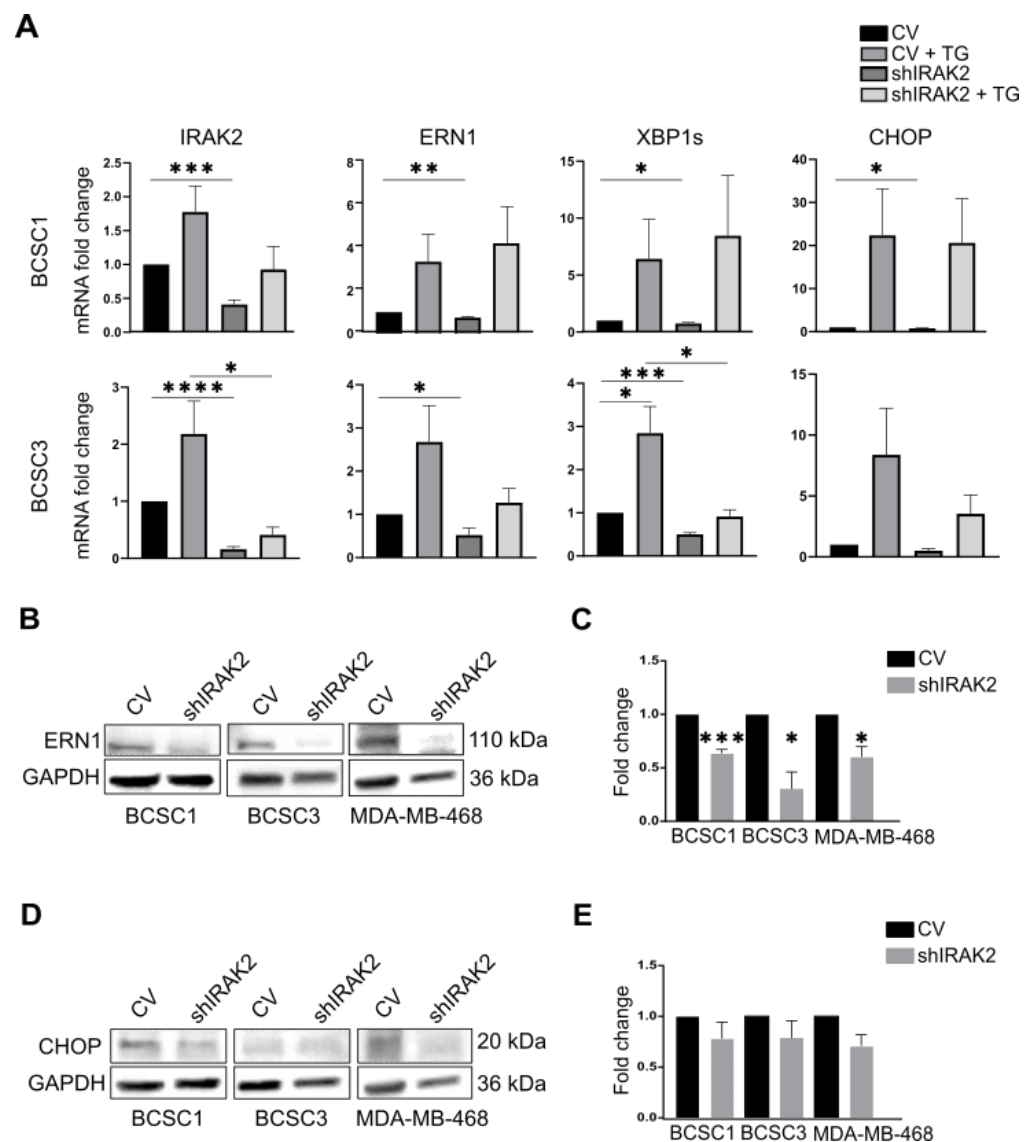 A
CV
CV + TG
shIRAK2
shIRAK2 + TG
IRAK2 ERN1 XBP1s CHOP
BCSC1
mRNA fold change
2.5
2.0
1.5
1.0
0.5
0.0
***
8
6
4
2
0
**
15
10
5
0
*
40
30
20
10
0
*
BCSC3
mRNA fold change
3
2
1
0
*
****
4
3
2
1
0
*
4
3
2
1
0
*
***
*
15
10
5
0
B
CV shIRAK2 CV shIRAK2 CV shIRAK2
ERN1 110 kDa
GAPDH 36 kDa
BCSC1 BCSC3 MDA-MB-468
C
CV
shIRAK2
Fold change
1.5
1.0
0.5
0.0
*** * *
BCSC1 BCSC3 MDA-MB-468
D
CV shIRAK2 CV shIRAK2 CV shIRAK2
CHOP 20 kDa
GAPDH 36 kDa
BCSC1 BCSC3 MDA-MB-468
E
CV
shIRAK2
Fold change
1.5
1.0
0.5
0.0
BCSC1 BCSC3 MDA-MB-468